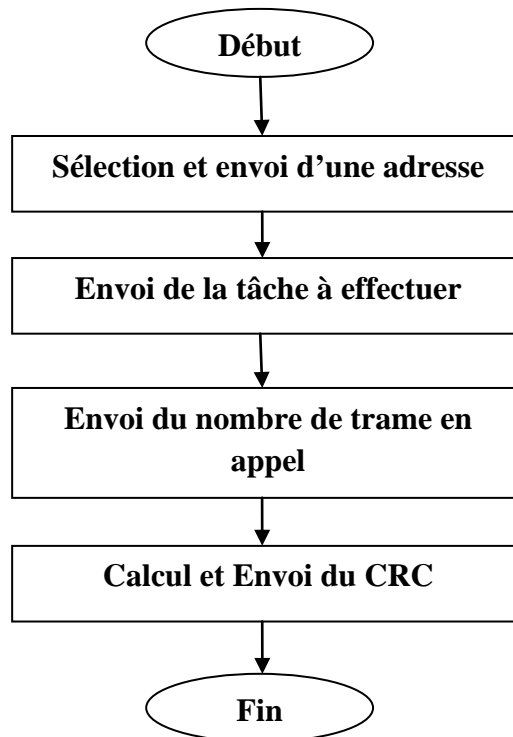 Début
Sélection et envoi d’une adresse
Envoi de la tâche à effectuer
Envoi du nombre de trame en
appel
Calcul et Envoi du CRC
Fin